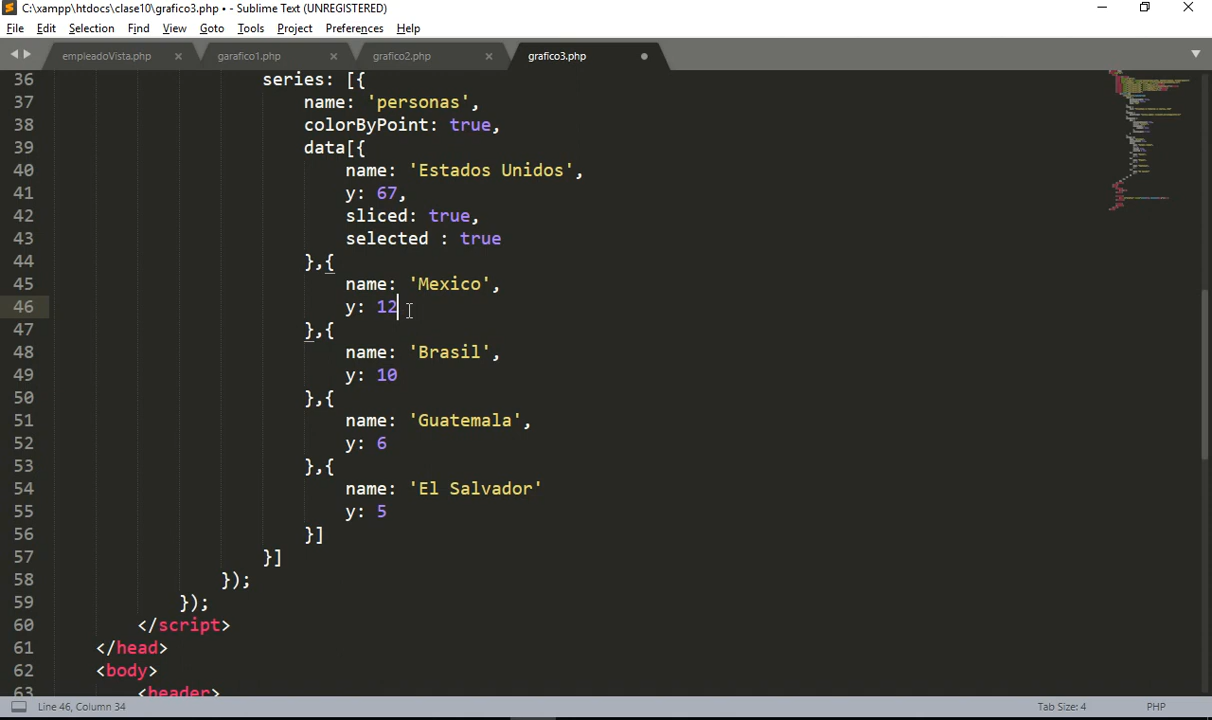 C:\xampp\htdocs\clase10\grafico3.php • - Sublime Text (UNREGISTERED)
File Edit Selection Find View Goto Tools Project Preferences Help
empleadoVista.php garafico1.php grafico2.php grafico3.php
36 series: [{
37 name: 'personas',
38 colorByPoint: true,
39 data[{
40 name: 'Estados Unidos',
41 y: 67,
42 sliced: true,
43 selected : true
44 },{
45 name: 'Mexico',
46 y: 12
47 },{
48 name: 'Brasil',
49 y: 10
50 },{
51 name: 'Guatemala',
52 y: 6
53 },{
54 name: 'El Salvador'
55 y: 5
56 }]
57 }]
58 });
59 });
60 </script>
61 </head>
62 <body>
63 <header>
Line 46, Column 34 Tab Size: 4 PHP